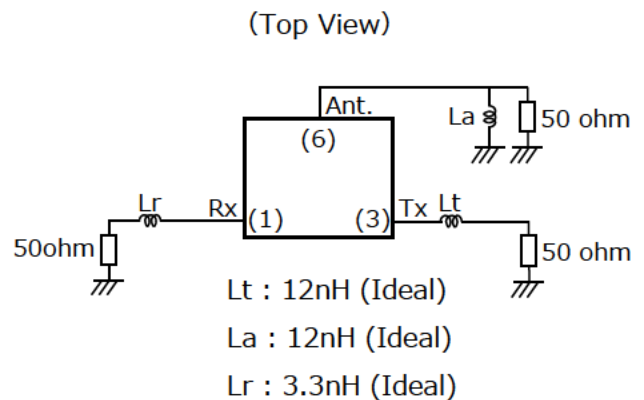 (Top View)
Ant.
La
50 ohm
(6)
Lr
Rx
(1)
(3)
Tx
Lt
50ohm
50 ohm
Lt : 12nH (Ideal)
La : 12nH (Ideal)
Lr : 3.3nH (Ideal)